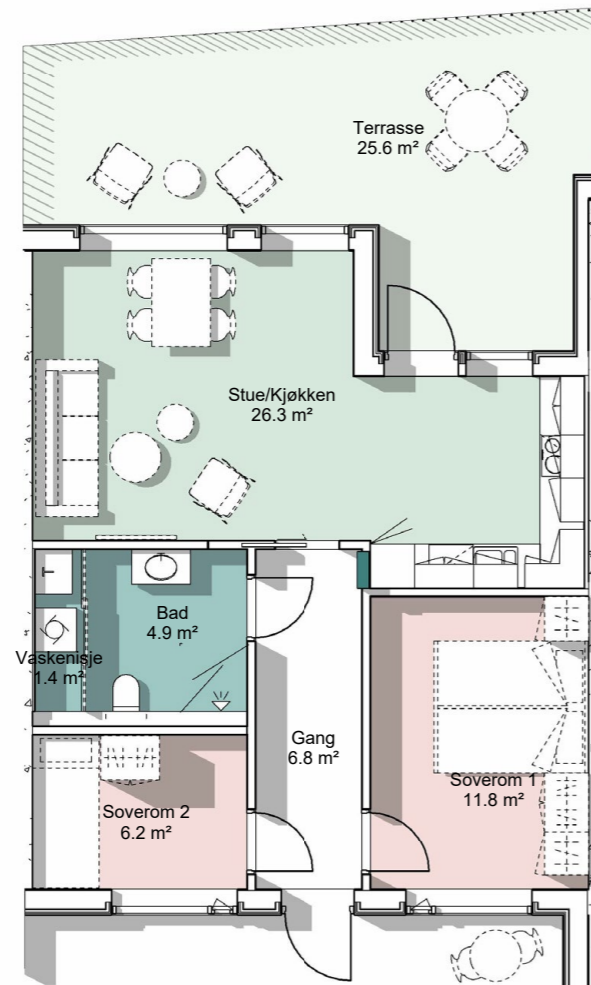 Terrasse
25.6 m²
Stue/Kjøkken
26.3 m²
Bad
4.9 m²
Vaskenisje
1.4 m²
Gang
6.8 m²
Soverom 1
11.8 m²
Soverom 2
6.2 m²